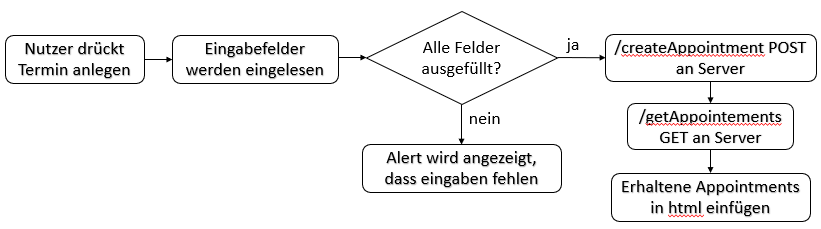 Nutzer drückt
Termin anlegen
Eingabefelder
werden eingelesen
Alle Felder
ausgefüllt?
ja
/createAppointment POST
an Server
nein
/getAppointements
GET an Server
Alert wird angezeigt,
dass eingaben fehlen
Erhaltene Appointments
in html einfügen